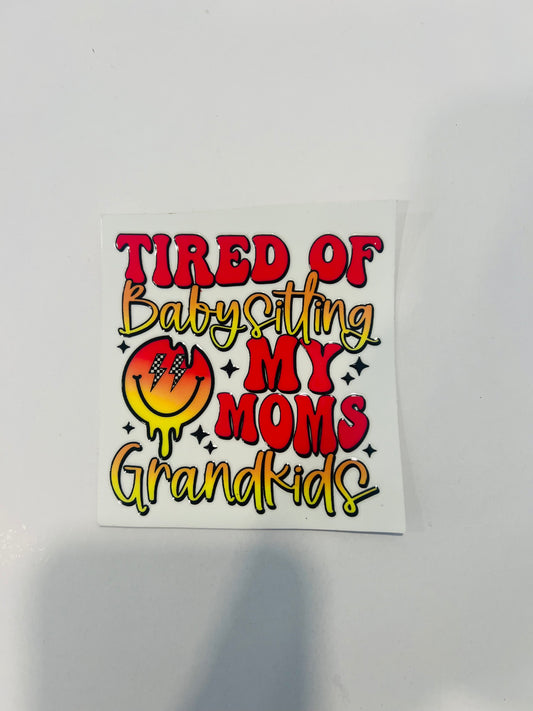 TIRED OF
Babysitting
MY
MOMS
Grandkids